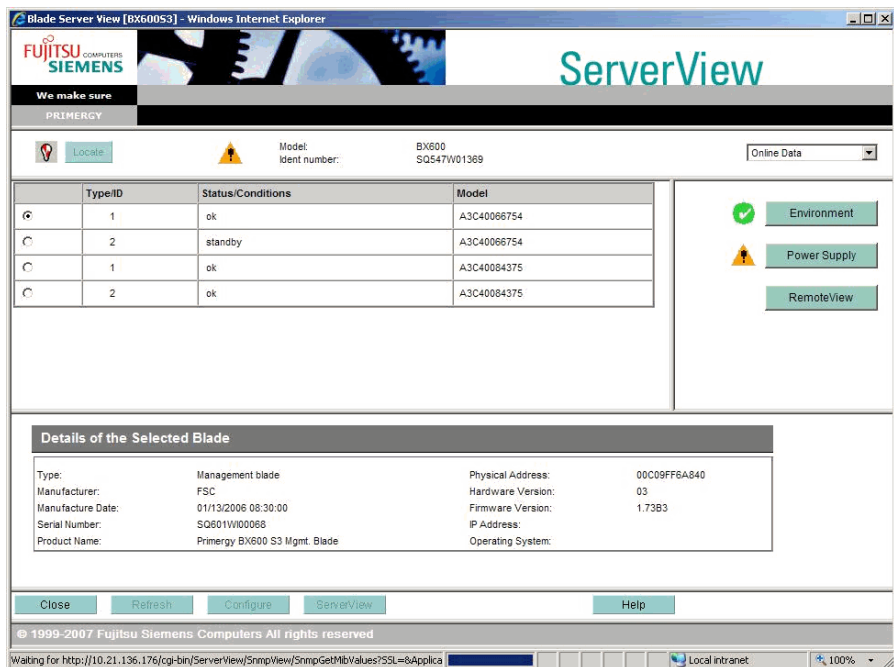 Blade Server View [BX600S3] - Windows Internet Explorer
FUJITSU COMPUTERS
SIEMENS
ServerView
We make sure
PRIMERGY
Locate
Model: BX600
Ident number: SQ547W01369
Online Data
Type/ID Status/Conditions Model
1 ok A3C40066754
2 standby A3C40066754
1 ok A3C40084375
2 ok A3C40084375
Environment
Power Supply
RemoteView
Details of the Selected Blade
Type: Management blade Physical Address: 00C09FF6A840
Manufacturer: FSC Hardware Version: 03
Manufacture Date: 01/13/2006 08:30:00 Firmware Version: 1.73B3
Serial Number: SQ601WI00068 IP Address:
Product Name: Primergy BX600 S3 Mgmt. Blade Operating System:
Close Refresh Configure ServerView Help
© 1999-2007 Fujitsu Siemens Computers All rights reserved
Waiting for http://10.21.136.176/cgi-bin/ServerView/SnmpView/SnmpGetMibValues?SSL=&Applica Local intranet 100%